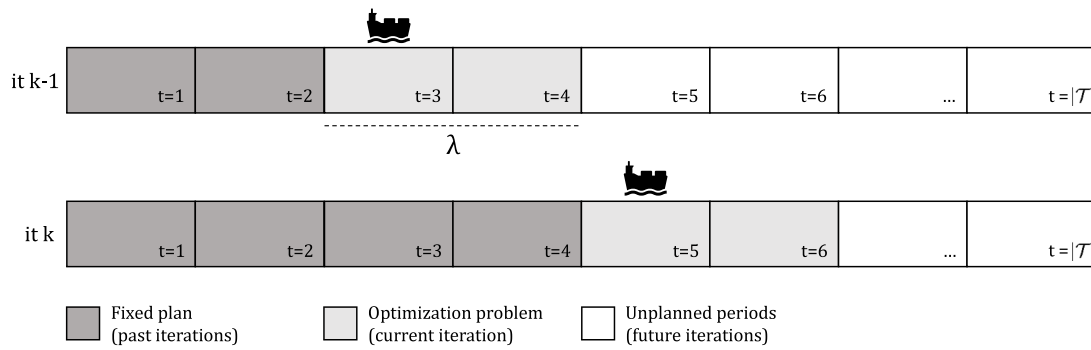 it k-1
t=1 t=2 t=3 t=4 t=5 t=6 ... t = |𝒯
λ
it k
t=1 t=2 t=3 t=4 t=5 t=6 ... t = |𝒯
Fixed plan
(past iterations)
Optimization problem
(current iteration)
Unplanned periods
(future iterations)